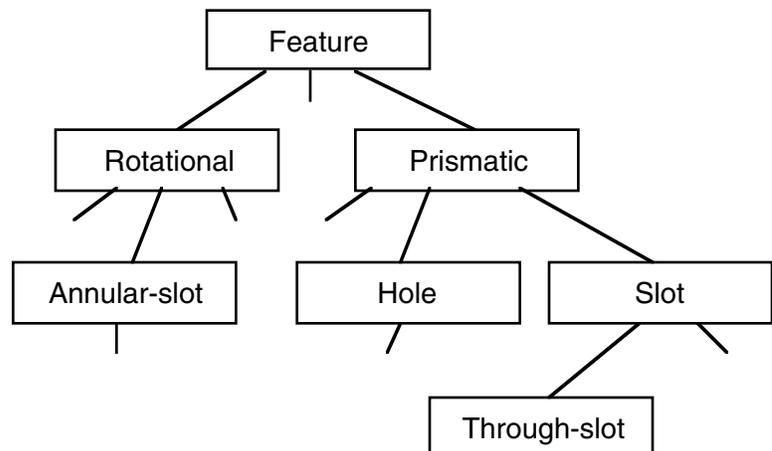 Feature
Rotational
Prismatic
Annular-slot
Hole
Slot
Through-slot